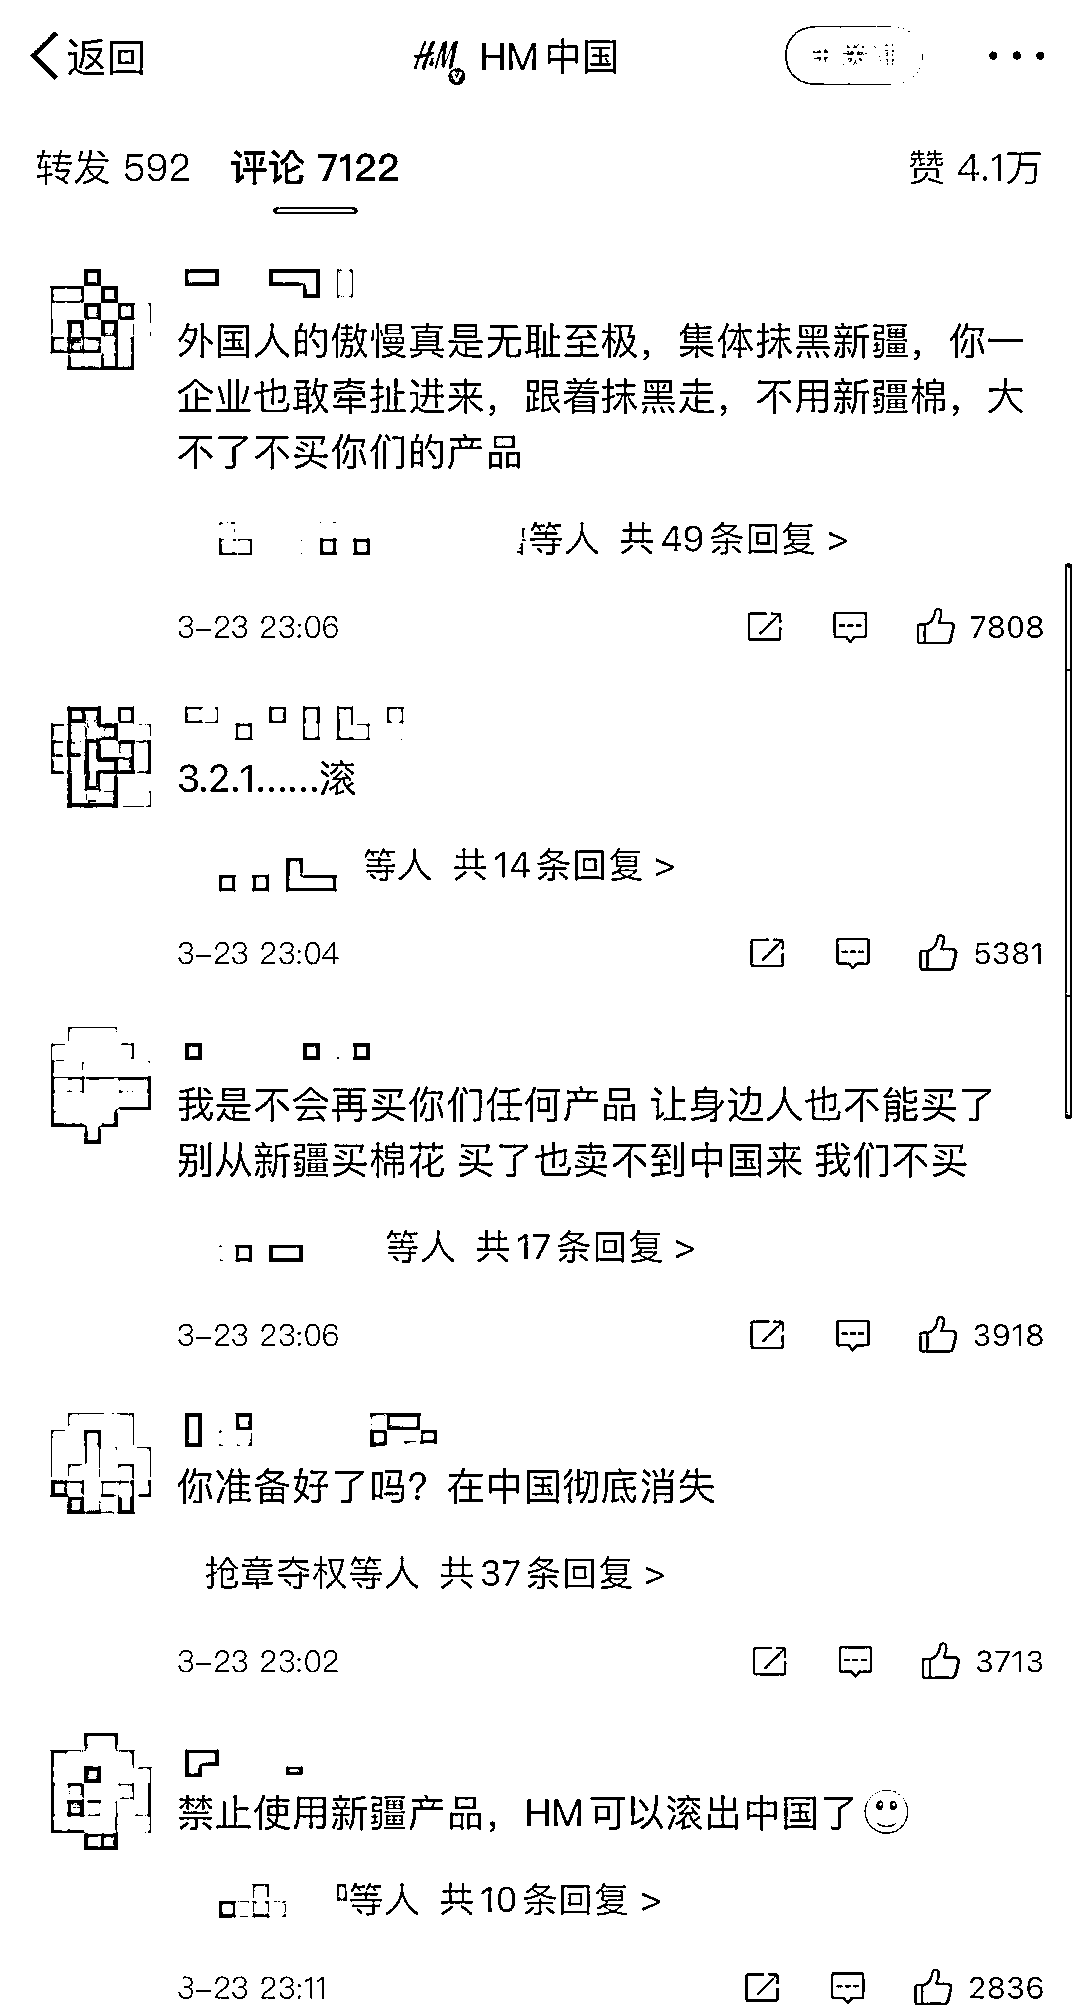 返回
HM HM中国
转发 592 评论 7122 赞 4.1万
外国人的傲慢真是无耻至极，集体抹黑新疆，你一
企业也敢牵扯进来，跟着抹黑走，不用新疆棉，大
不了不买你们的产品
等人 共49条回复 >
3-23 23:06 7808
3.2.1......滚
等人 共14条回复 >
3-23 23:04 5381
我是不会再买你们任何产品 让身边人也不能买了
别从新疆买棉花 买了也卖不到中国来 我们不买
等人 共17条回复 >
3-23 23:06 3918
你准备好了吗？在中国彻底消失
抢章夺权等人 共37条回复 >
3-23 23:02 3713
禁止使用新疆产品，HM可以滚出中国了
等人 共10条回复 >
3-23 23:11 2836